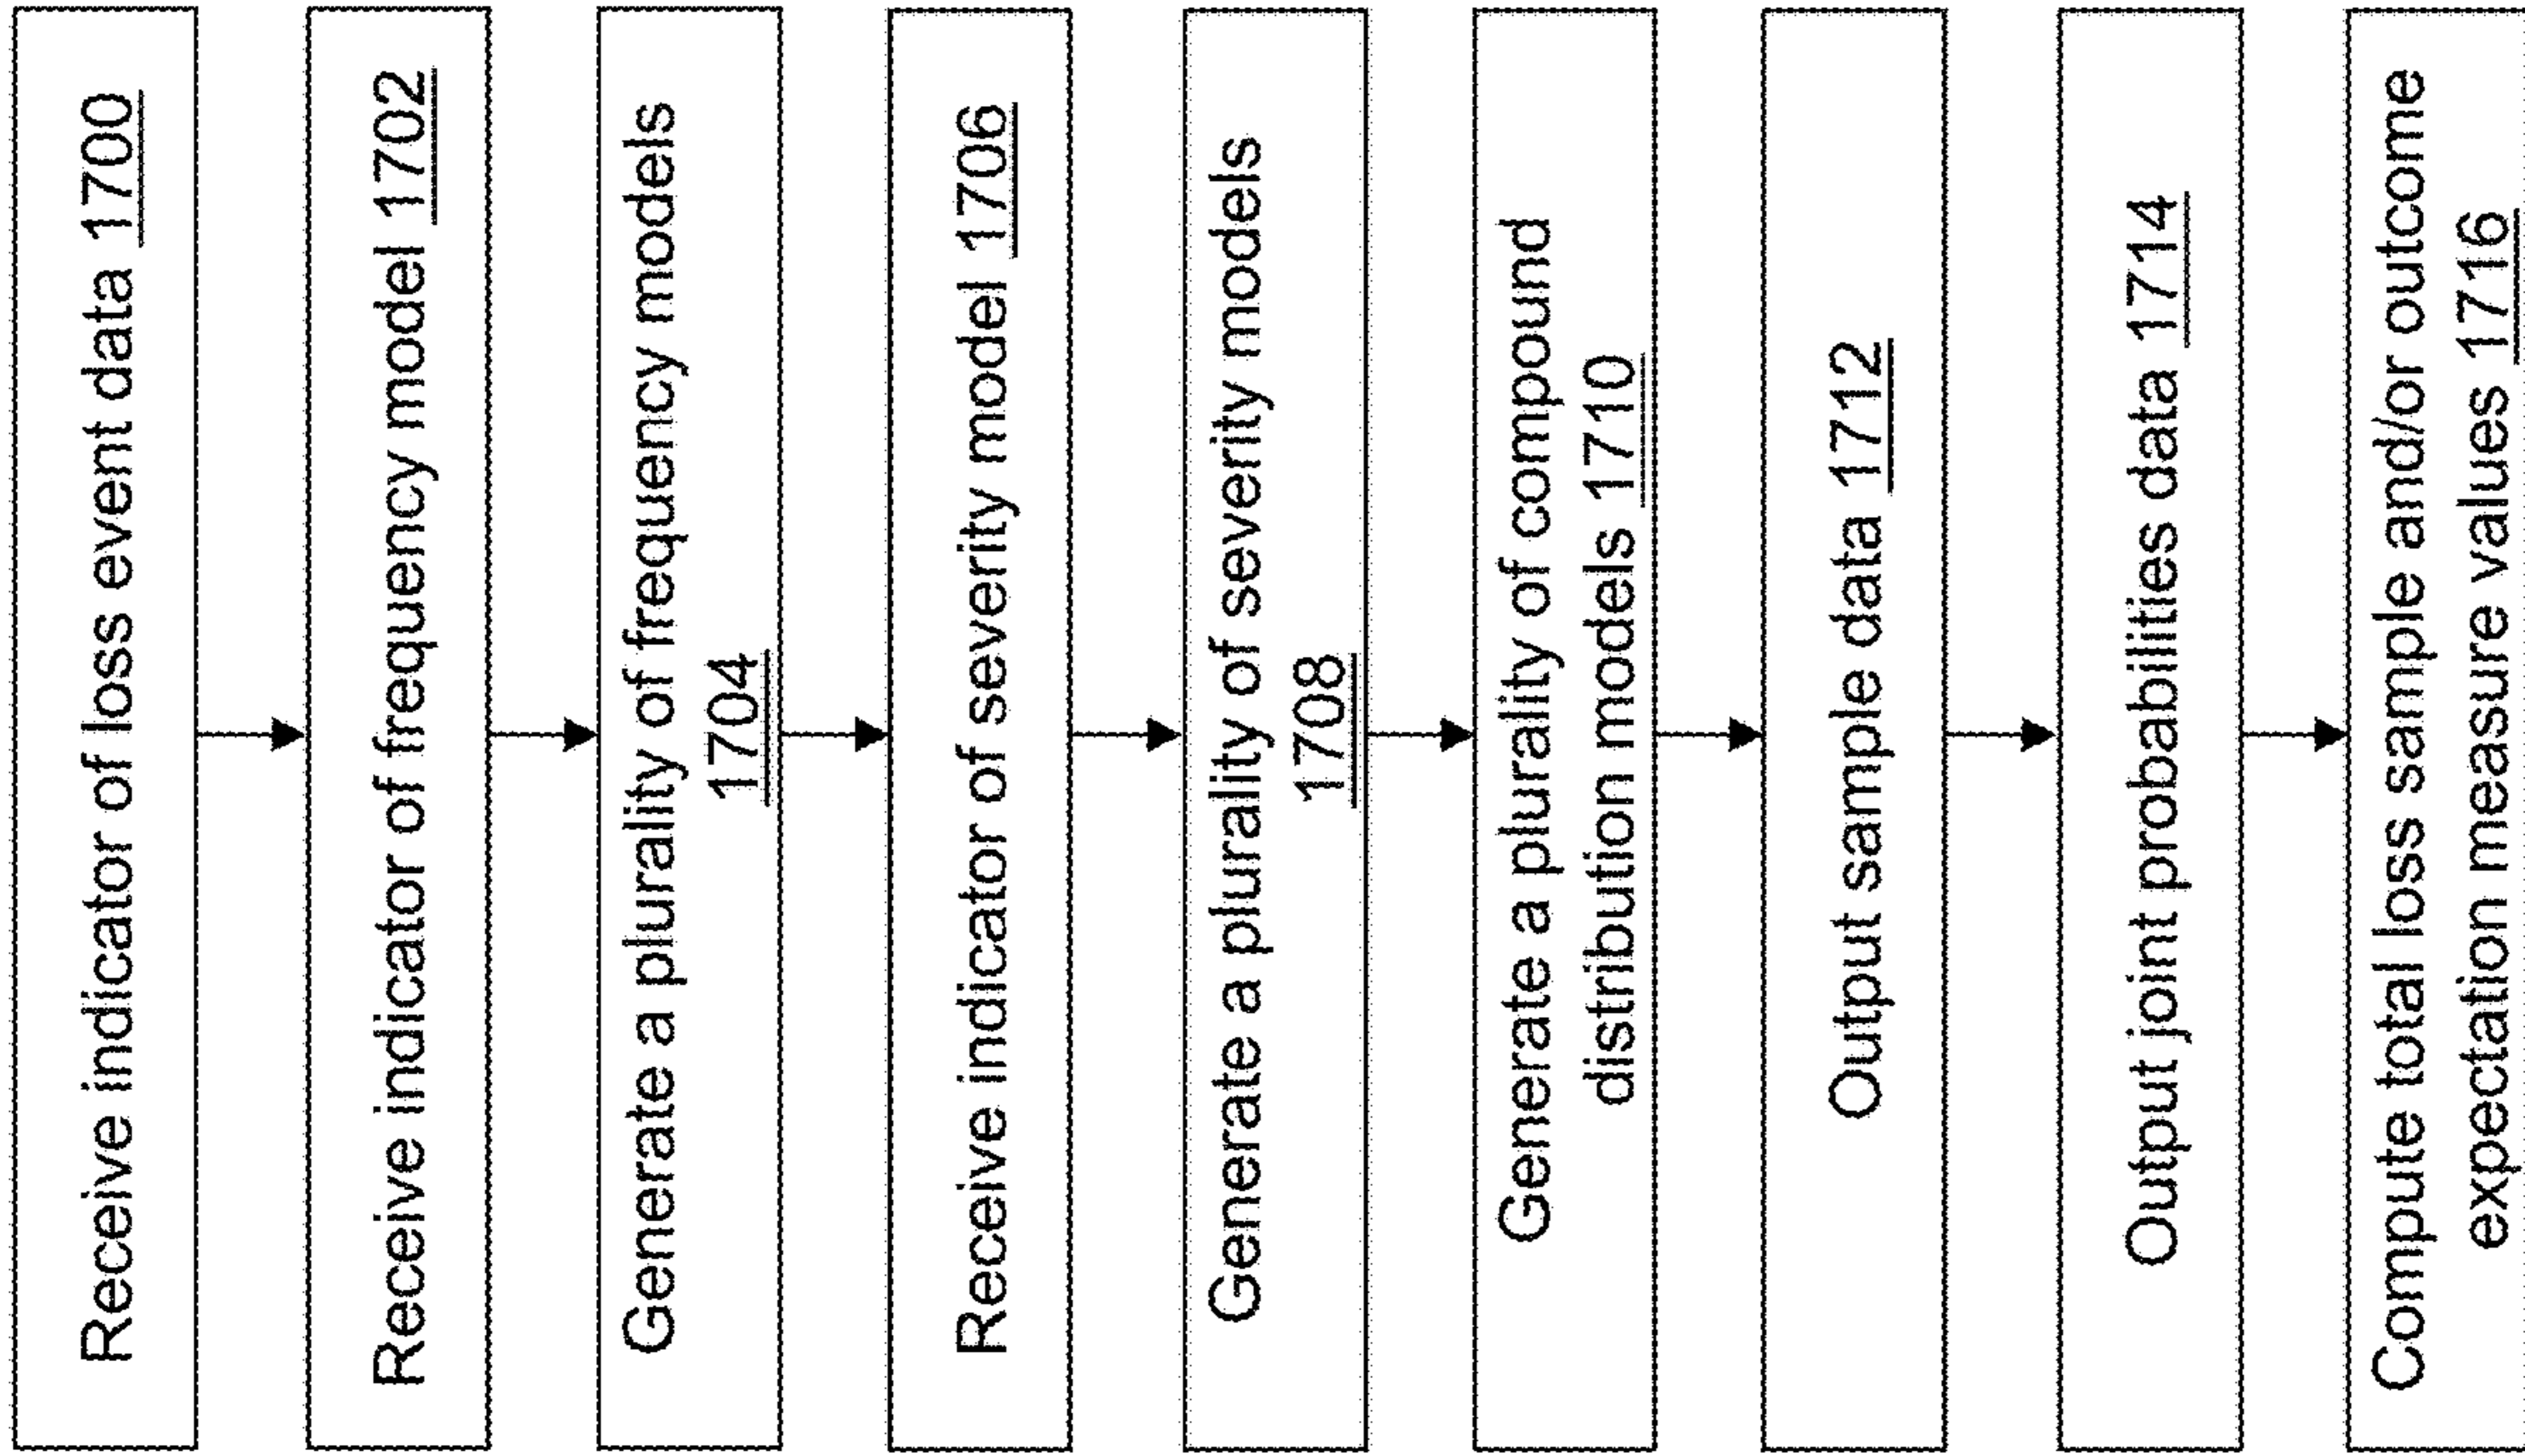 Receive indicator of loss event data 1700
Receive indicator of frequency model 1702
Generate a plurality of frequency models
1704
Receive indicator of severity model 1706
Generate a plurality of severity models
1708
Generate a plurality of compound
distribution models 1710
Output sample data 1712
Output joint probabilities data 1714
Compute total loss sample and/or outcome
expectation measure values 1716